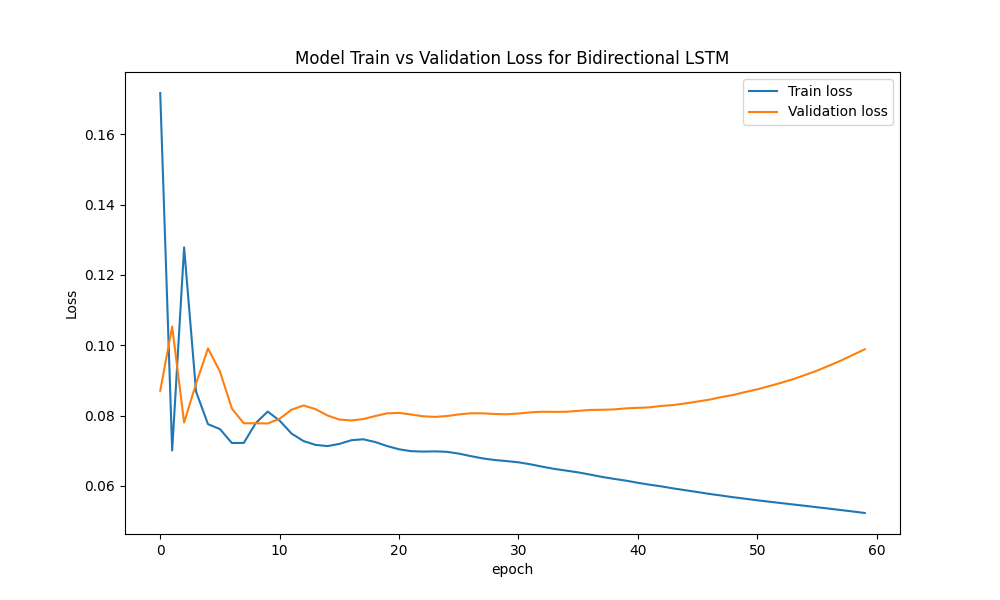 Model Train vs Validation Loss for Bidirectional LSTM
Train loss
Validation loss
0.16
0.14
0.12
0.10
0.08
0.06
Loss
0
10
20
30
40
50
60
epoch